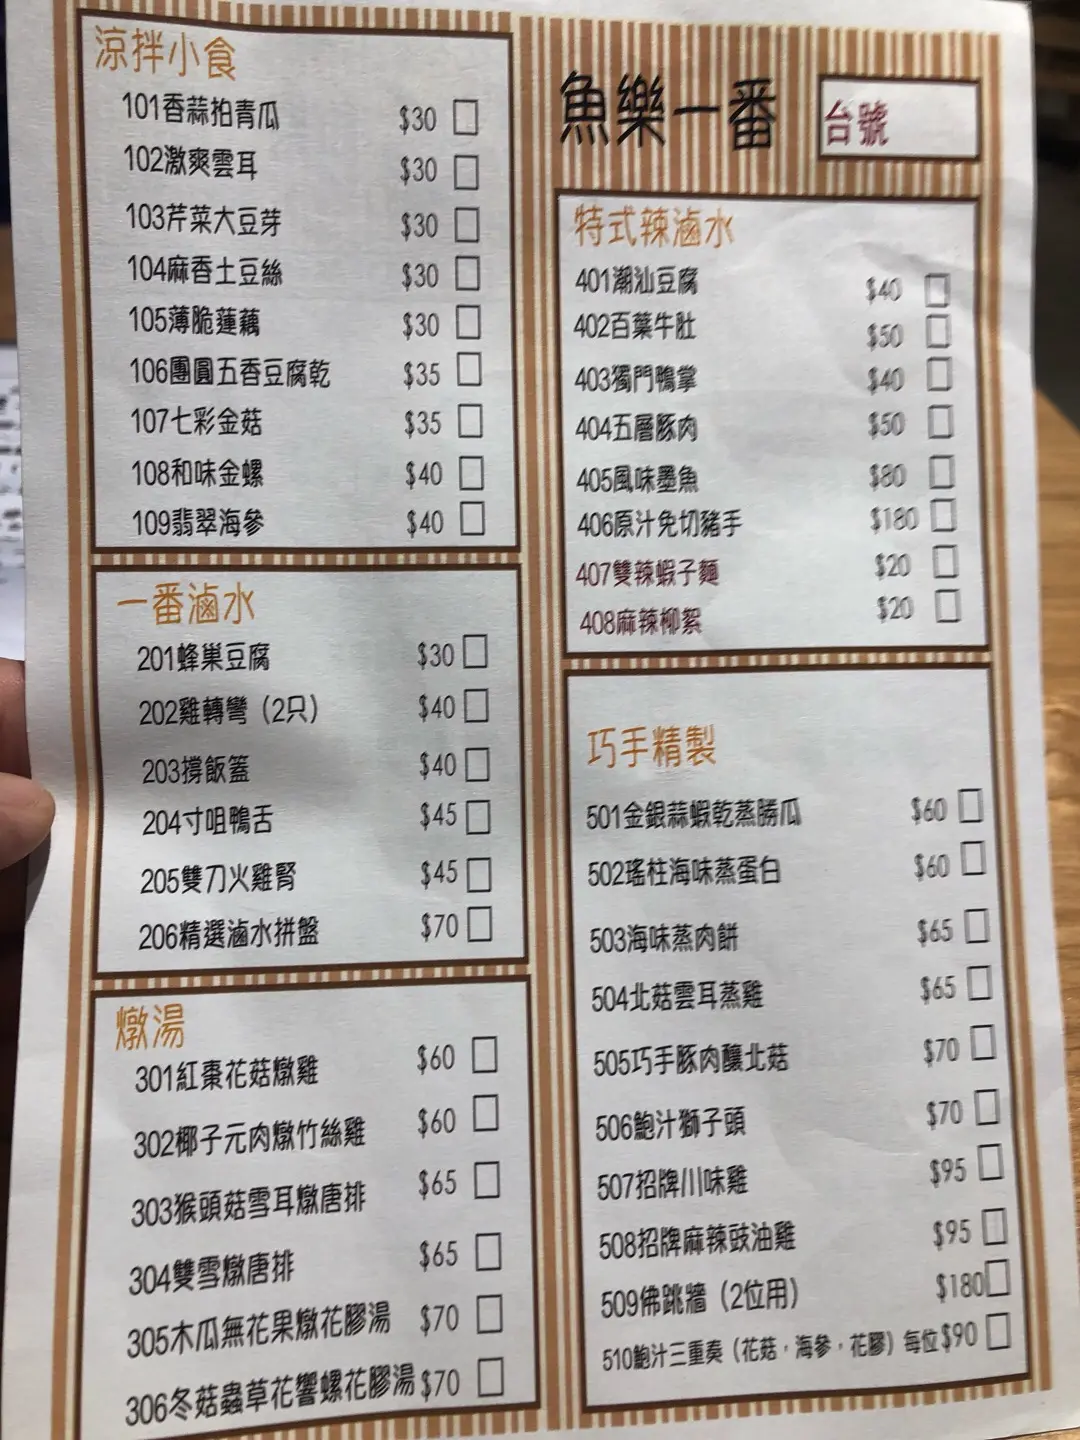 涼拌小食
101香蒜拍青瓜 $30
102激爽雲耳 $30
103芹菜大豆芽 $30
104麻香土豆絲 $30
105薄脆蓮藕 $30
106團圓五香豆腐乾 $35
107七彩金菇 $35
108和味金螺 $40
109翡翠海參 $40
一番滷水
201蜂巢豆腐 $30
202雞轉彎（2只） $40
203撐飯蓋 $40
204寸咀鴨舌 $45
205雙刀火雞腎 $45
206精選滷水拼盤 $70
燉湯
301紅棗花菇燉雞 $60
302椰子元肉燉竹絲雞 $60
303猴頭菇雪耳燉唐排 $65
304雙雪燉唐排 $65
305木瓜無花果燉花膠湯 $70
306冬菇蟲草花響螺花膠湯 $70
魚樂一番
台號
特式辣滷水
401潮汕豆腐 $40
402百葉牛肚 $50
403獨門鴨掌 $40
404五層豚肉 $50
405風味墨魚 $80
406原汁免切豬手 $180
407雙辣蝦子麵 $20
408麻辣柳絮 $20
巧手精製
501金銀蒜蝦乾蒸勝瓜 $60
502瑤柱海味蒸蛋白 $60
503海味蒸肉餅 $65
504北菇雲耳蒸雞 $65
505巧手豚肉釀北菇 $70
506鮑汁獅子頭 $70
507招牌川味雞 $95
508招牌麻辣豉油雞 $95
509佛跳牆（2位用） $180
510鮑汁三重奏（花菇，海參，花膠）每位 $90